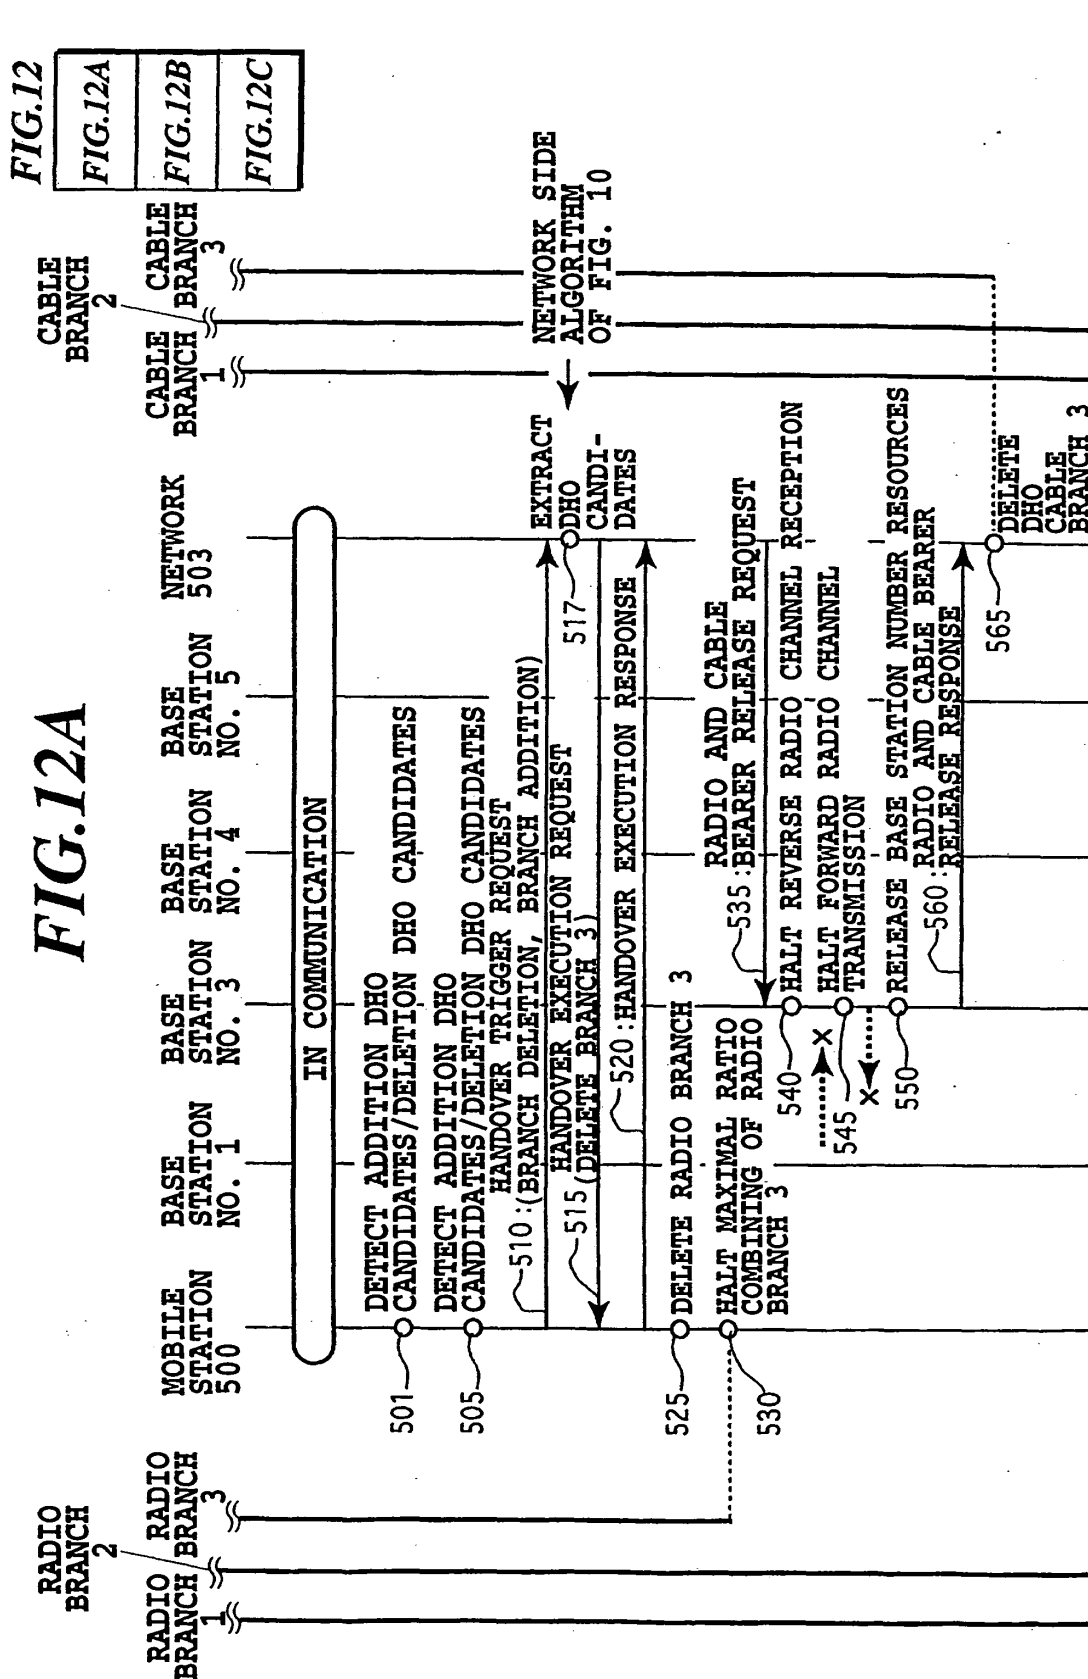 FIG.12A
FIG.12
FIG.12A
FIG.12B
FIG.12C
RADIO
BRANCH
2
RADIO
BRANCH
1
RADIO
BRANCH
3
MOBILE
STATION
500
BASE
STATION
NO. 1
BASE
STATION
NO. 3
BASE
STATION
NO. 4
BASE
STATION
NO. 5
NETWORK
503
CABLE
BRANCH
2
CABLE
BRANCH
1
CABLE
BRANCH
3
IN COMMUNICATION
501
DETECT ADDITION DHO
CANDIDATES/DELETION DHO CANDIDATES
505
DETECT ADDITION DHO
CANDIDATES/DELETION DHO CANDIDATES
HANDOVER TRIGGER REQUEST
510:(BRANCH DELETION, BRANCH ADDITION)
EXTRACT
DHO
CANDI-
DATES
517
NETWORK SIDE
ALGORITHM
OF FIG. 10
HANDOVER EXECUTION REQUEST
515(DELETE BRANCH 3)
520:HANDOVER EXECUTION RESPONSE
525
DELETE RADIO BRANCH 3
530
HALT MAXIMAL RATIO
COMBINING OF RADIO
BRANCH 3
RADIO AND CABLE
535:BEARER RELEASE REQUEST
540
HALT REVERSE RADIO CHANNEL RECEPTION
X
545
HALT FORWARD RADIO CHANNEL
TRANSMISSION
X
550
RELEASE BASE STATION NUMBER RESOURCES
RADIO AND CABLE BEARER
560:RELEASE RESPONSE
565
DELETE
DHO
CABLE
BRANCH 3